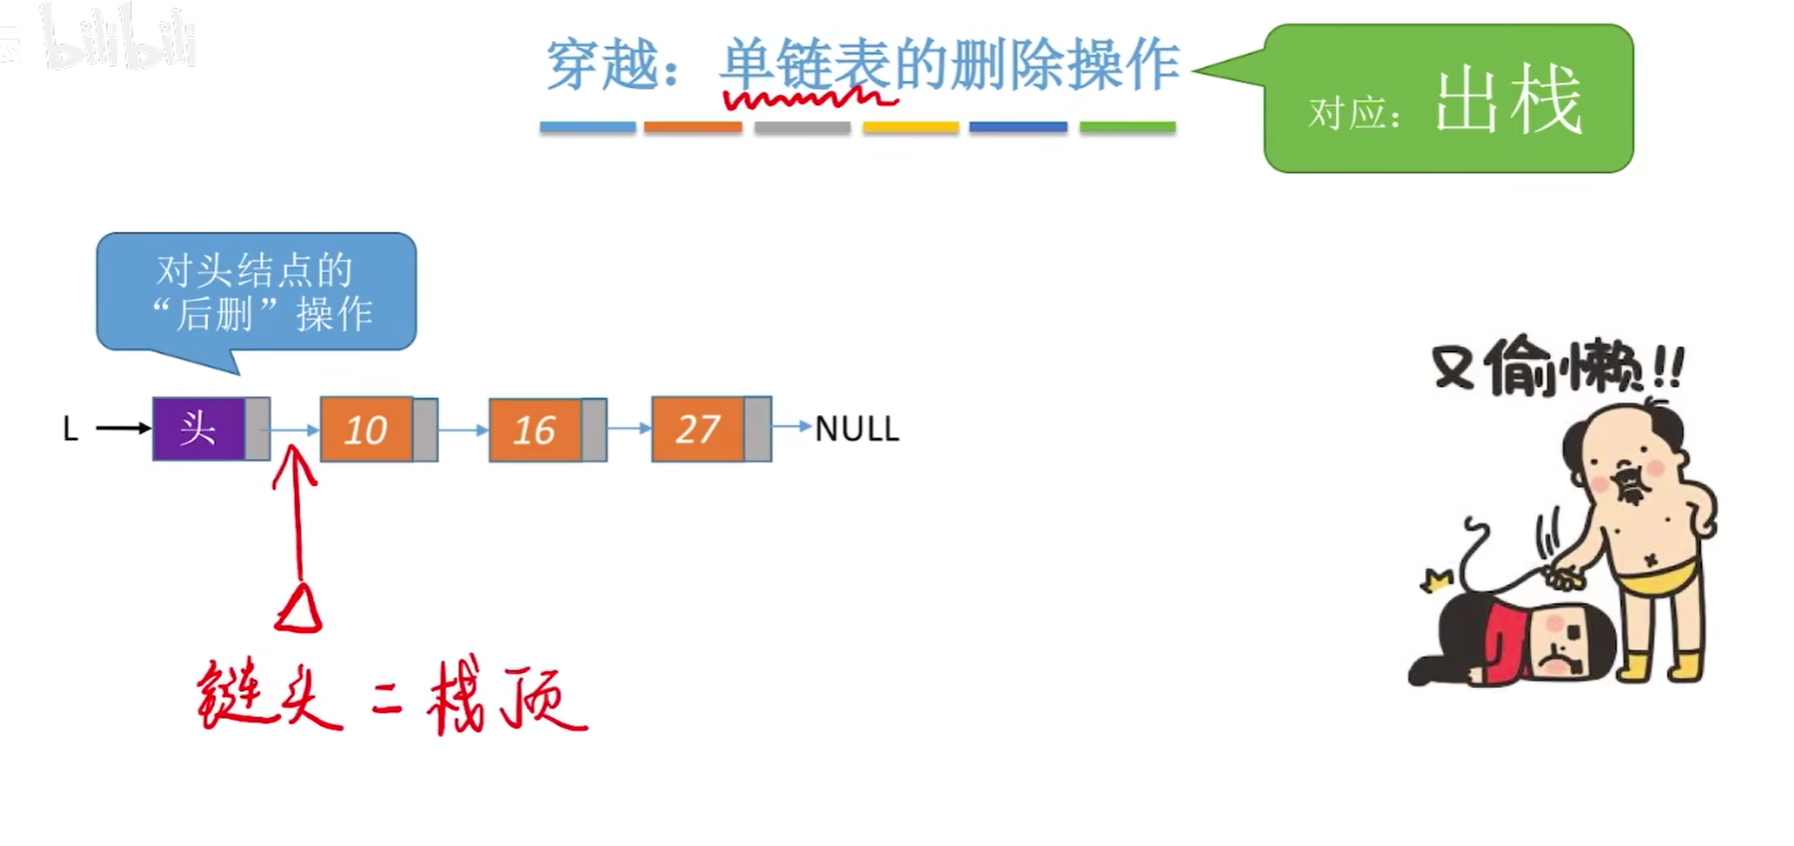 bilibili
穿越：单链表的删除操作
对应：出栈
对头结点的
“后删”操作
L 头 10 16 27 NULL
又偷懒!!
链头 = 栈顶